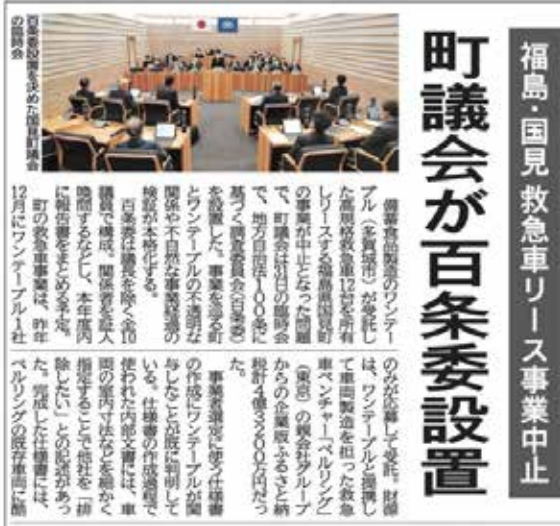 福島・国見 救急車リース事業中止
町議会が百条委設置
百条委設置を決めた国見町議会
の臨時会
備蓄食品製造のワンテー
ブル(多賀城市)が受託し
た高規格救急車12台を所有
しリースする福島県国見町
の事業が中止となった問題
で、町議会は31日の臨時会
で、地方自治法100条に
基づく調査委員会(百条委)
を設置した。事業を巡る町
とワンテーブルの不透明な
関係や不自然な事業経過の
検証が本格化する。
百条委は議長を除く全10
議員で構成。関係者を証人
喚問するなどし、本年度内
に報告書をまとめる予定。
町の救急車事業は、昨年
12月にワンテーブル1社
のみが応募して受託。財源
は、ワンテーブルと提携し
て車両製造を担った救急
車ベンチャー「ベルリング」
(東京)の親会社グループ
からの企業版ふるさと納
税計4億3200万円だっ
た。
事業者選定に使う仕様書
の作成にワンテーブルが関
与したことが既に判明して
いる。仕様書の作成過程で
使われた内部文書には、車
両の室内寸法などを細かく
指定することで他社を「排
除したい」との記述があっ
た。完成した仕様書には、
ベルリングの既存車両に酷